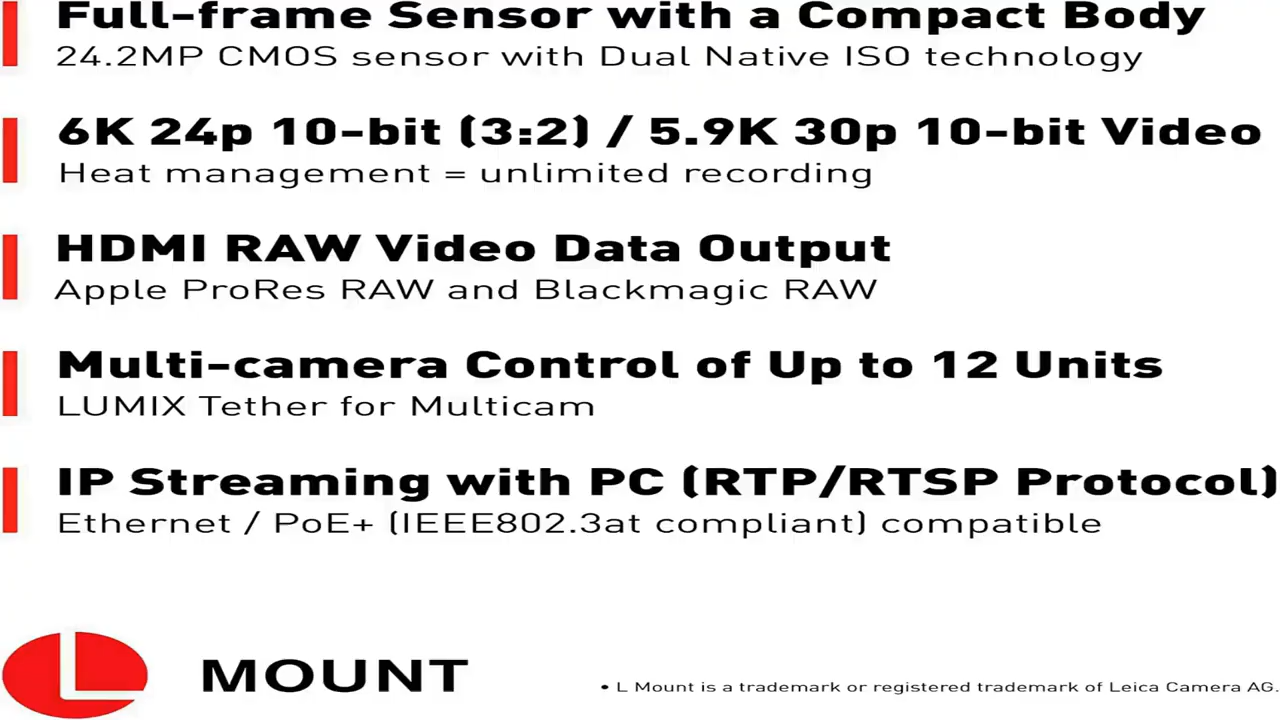 Full-frame Sensor with a Compact Body
24.2MP CMOS sensor with Dual Native ISO technology
6K 24p 10-bit (3:2) / 5.9K 30p 10-bit Video
Heat management = unlimited recording
HDMI RAW Video Data Output
Apple ProRes RAW and Blackmagic RAW
Multi-camera Control of Up to 12 Units
LUMIX Tether for Multicam
IP Streaming with PC (RTP/RTSP Protocol)
Ethernet / PoE+ (IEEE802.3at compliant) compatible
L MOUNT
• L Mount is a trademark or registered trademark of Leica Camera AG.